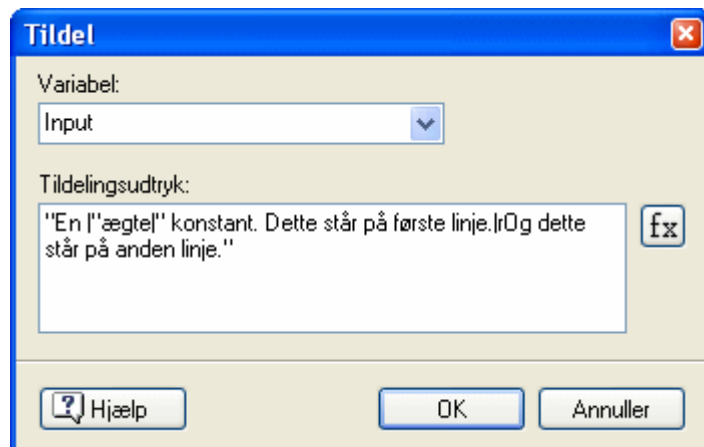 Tildel
Variabel:
Input
Tildelingsudtryk:
"En |"ægte|" konstant. Dette står på første linje.|rOg dette
står på anden linje."
fx
Hjælp
OK
Annuller